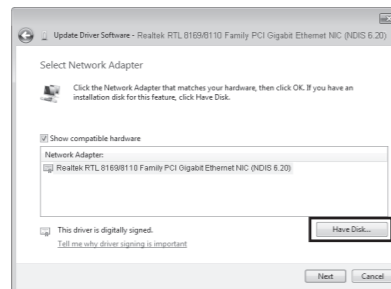 Update Driver Software - Realtek RTL 8169/8110 Family PCI Gigabit Ethernet NIC (NDIS 6.20)
Select Network Adapter
Click the Network Adapter that matches your hardware, then click OK. If you have an
installation disk for this feature, click Have Disk.
Show compatible hardware
Network Adapter:
Realtek RTL 8169/8110 Family PCI Gigabit Ethernet NIC (NDIS 6.20)
This driver is digitally signed.
Have Disk...
Tell me why driver signing is important
Next
Cancel